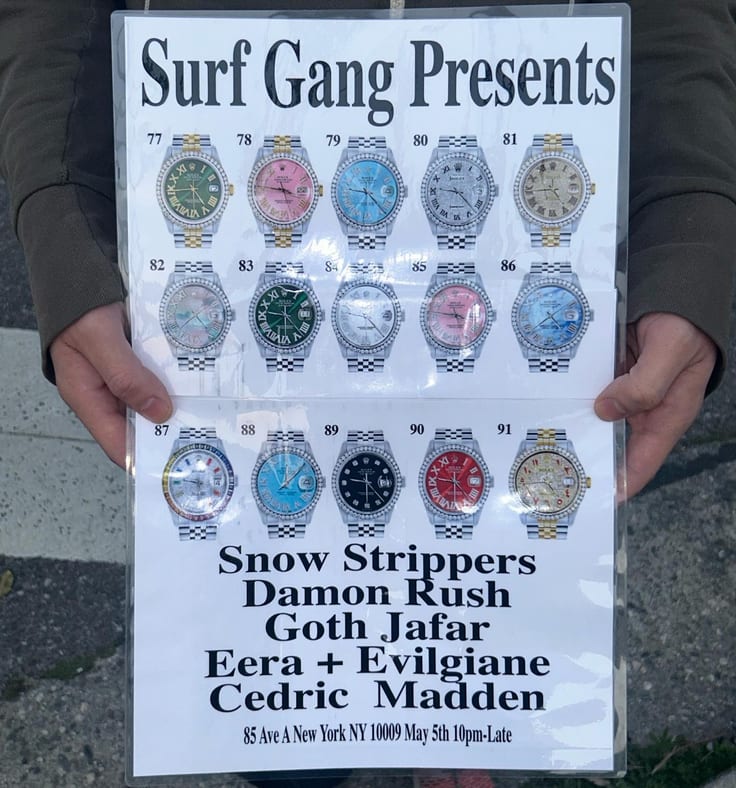 Surf Gang Presents
77 78 79 80 81
82 83 84 85 86
87 88 89 90 91
Snow Strippers
Damon Rush
Goth Jafar
Eera + Evilgiane
Cedric Madden
85 Ave A New York NY 10009 May 5th 10pm-Late